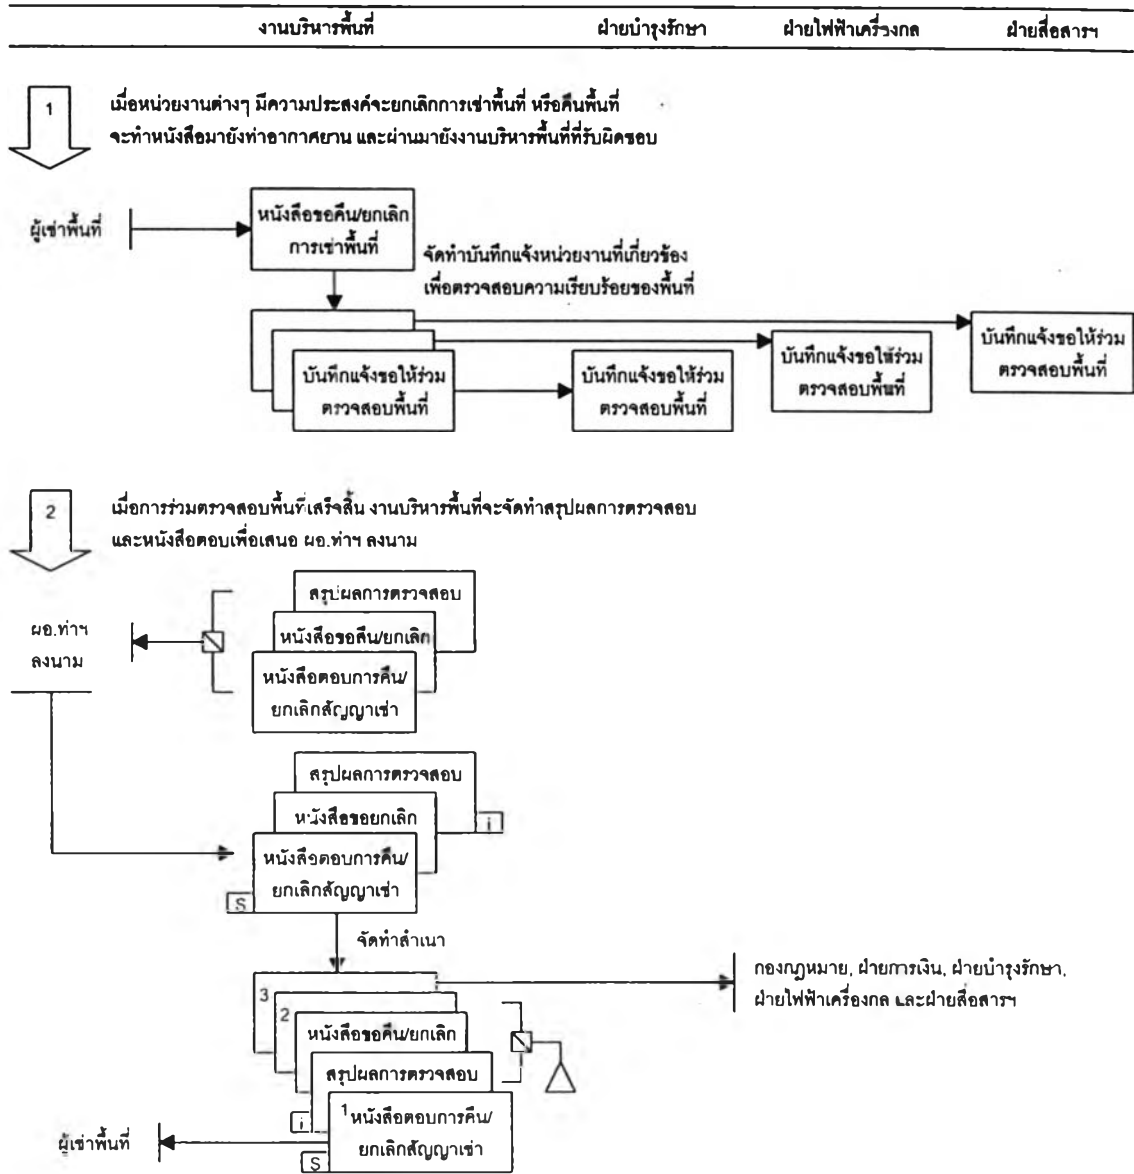 งานบริหารพื้นที่ ฝ่ายบำรุงรักษา ฝ่ายไฟฟ้าเครื่องกล ฝ่ายสื่อสารฯ
1
เมื่อหน่วยงานต่างๆ มีความประสงค์จะยกเลิกการเช่าพื้นที่ หรือคืนพื้นที่
จะทำหนังสือมายังท่าอากาศยาน และผ่านมายังงานบริหารพื้นที่ที่รับผิดชอบ
ผู้เช่าพื้นที่
หนังสือขอคืน/ยกเลิก
การเช่าพื้นที่
จัดทำบันทึกแจ้งหน่วยงานที่เกี่ยวข้อง
เพื่อตรวจสอบความเรียบร้อยของพื้นที่
บันทึกแจ้งขอให้ร่วม
ตรวจสอบพื้นที่
บันทึกแจ้งขอให้ร่วม
ตรวจสอบพื้นที่
บันทึกแจ้งขอให้ร่วม
ตรวจสอบพื้นที่
บันทึกแจ้งขอให้ร่วม
ตรวจสอบพื้นที่
2
เมื่อการร่วมตรวจสอบพื้นที่เสร็จสิ้น งานบริหารพื้นที่จะจัดทำสรุปผลการตรวจสอบ
และหนังสือตอบเพื่อเสนอ ผอ.ท่าฯ ลงนาม
ผอ.ท่าฯ
ลงนาม
สรุปผลการตรวจสอบ
หนังสือขอคืน/ยกเลิก
หนังสือตอบการคืน/
ยกเลิกสัญญาเช่า
สรุปผลการตรวจสอบ
หนังสือขอยกเลิก
i
หนังสือตอบการคืน/
ยกเลิกสัญญาเช่า
S
จัดทำสำเนา
3
2
กองกฎหมาย, ฝ่ายการเงิน, ฝ่ายบำรุงรักษา,
ฝ่ายไฟฟ้าเครื่องกล และฝ่ายสื่อสารฯ
หนังสือขอคืน/ยกเลิก
สรุปผลการตรวจสอบ
i
1 หนังสือตอบการคืน/
ยกเลิกสัญญาเช่า
S
ผู้เช่าพื้นที่